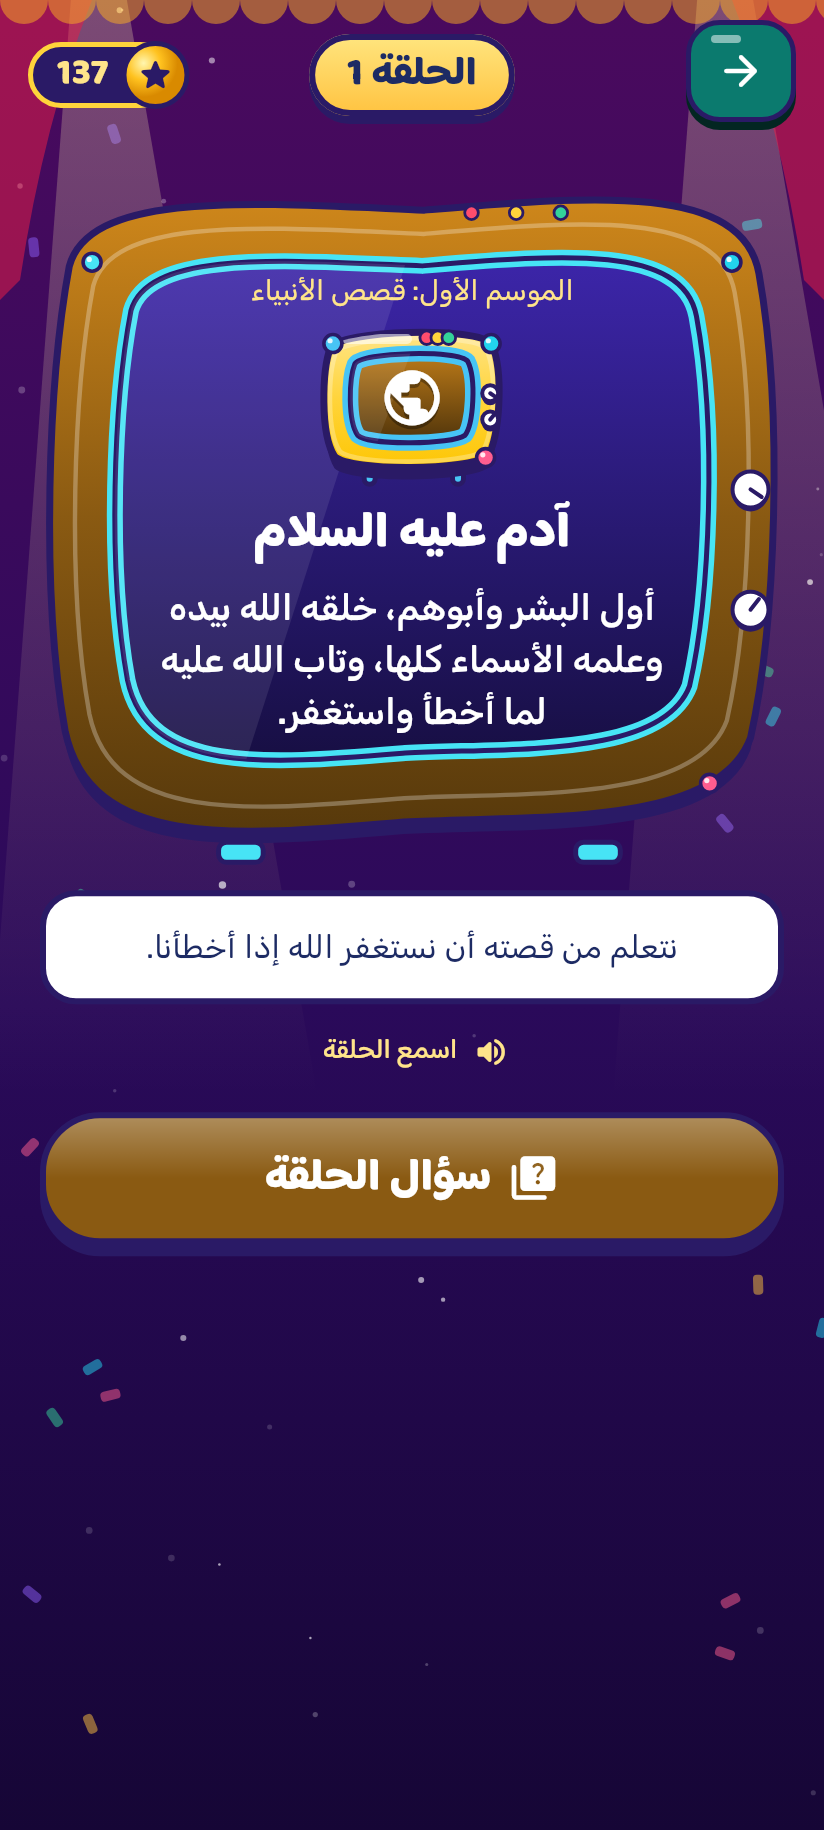 الحلقة 1
137
الموسم الأول: قصص الأنبياء
آدم عليه السلام
أول البشر وأبوهم، خلقه الله بيده
وعلمه الأسماء كلها، وتاب الله عليه
لما أخطأ واستغفر.
نتعلم من قصته أن نستغفر الله إذا أخطأنا.
اسمع الحلقة
سؤال الحلقة